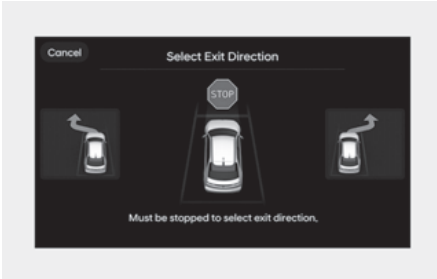 Cancel
Select Exit Direction
STOP
Must be stopped to select exit direction.